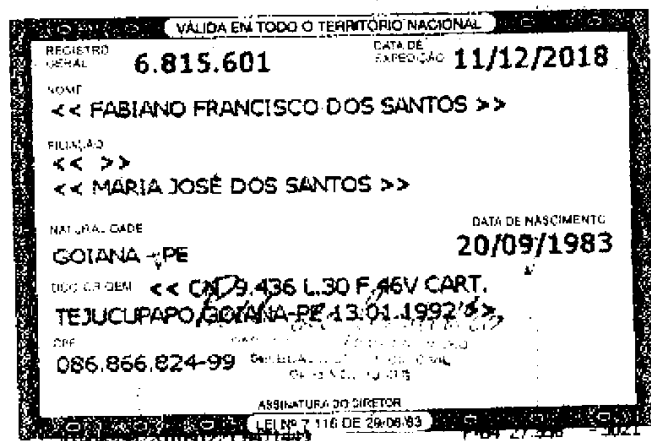 VÁLIDA EM TODO O TERRITÓRIO NACIONAL
REGISTRO GERAL 6.815.601 DATA DE EXPEDIÇÃO 11/12/2018
NOME
<< FABIANO FRANCISCO DOS SANTOS >>
FILIAÇÃO
<< >>
<< MARIA JOSÉ DOS SANTOS >>
NATURALIDADE DATA DE NASCIMENTO
GOIANA - PE 20/09/1983
DOC ORIGEM << CN 9.436 L.30 F.46V CART.
TEJUCUPAPO, GOIANA-PE 13.01.1992 >>
CPF
086.866.824-99
ASSINATURA DO DIRETOR
LEI Nº 7.116 DE 29/08/83